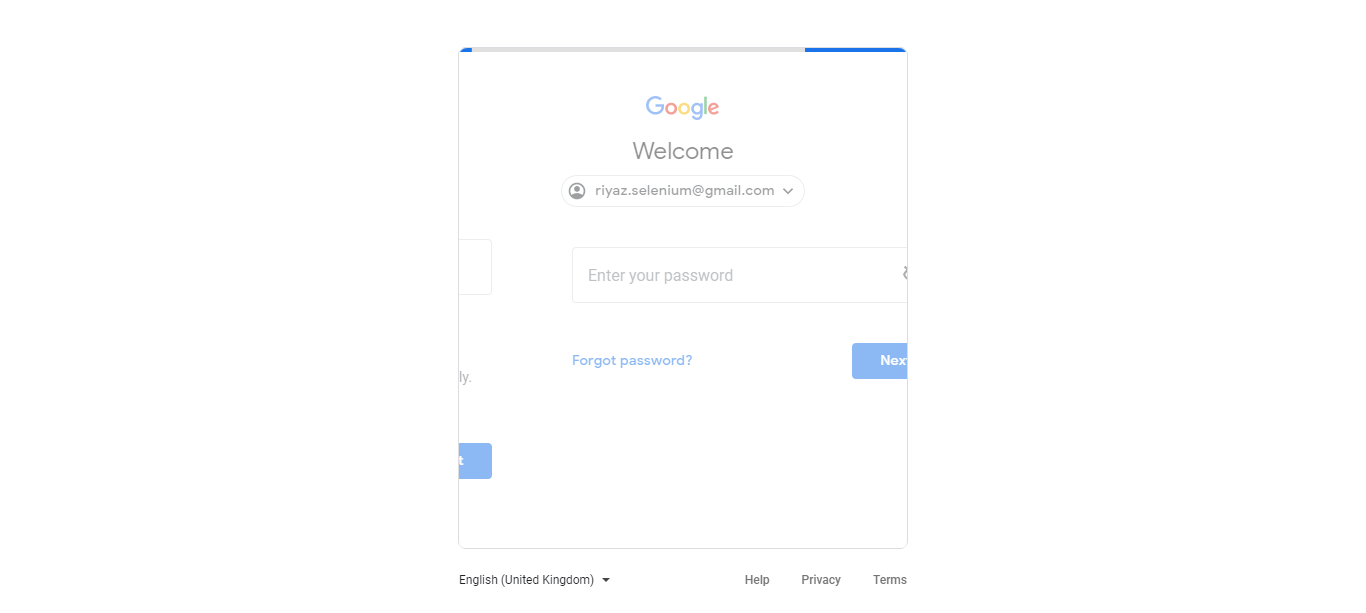 Google
Welcome
riyaz.selenium@gmail.com
Enter your password
Forgot password?
Nex
ly.
t
English (United Kingdom)
Help Privacy Terms